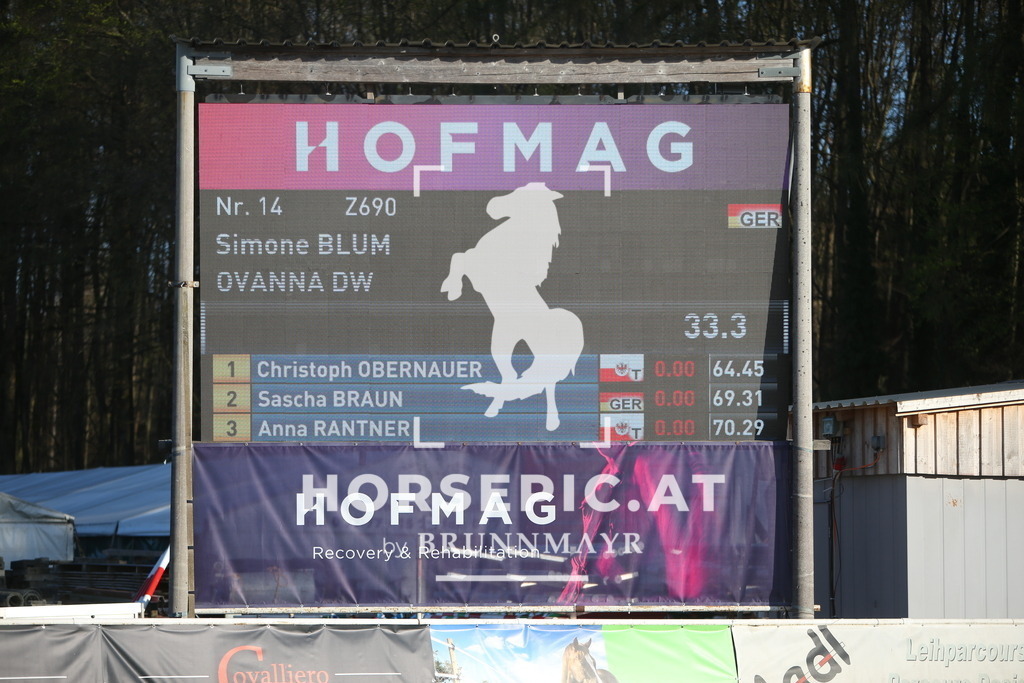 HOFMAG
Nr. 14 Z690
GER
Simone BLUM
OVANNA DW
33.3
1 Christoph OBERNAUER T 0.00 64.45
2 Sascha BRAUN GER 0.00 69.31
3 Anna RANTNER T 0.00 70.29
HORSEPIC.AT
HOFMAG
by BRUNNMAYR
Recovery & Rehabilitation
Covalliero
Leihparcours